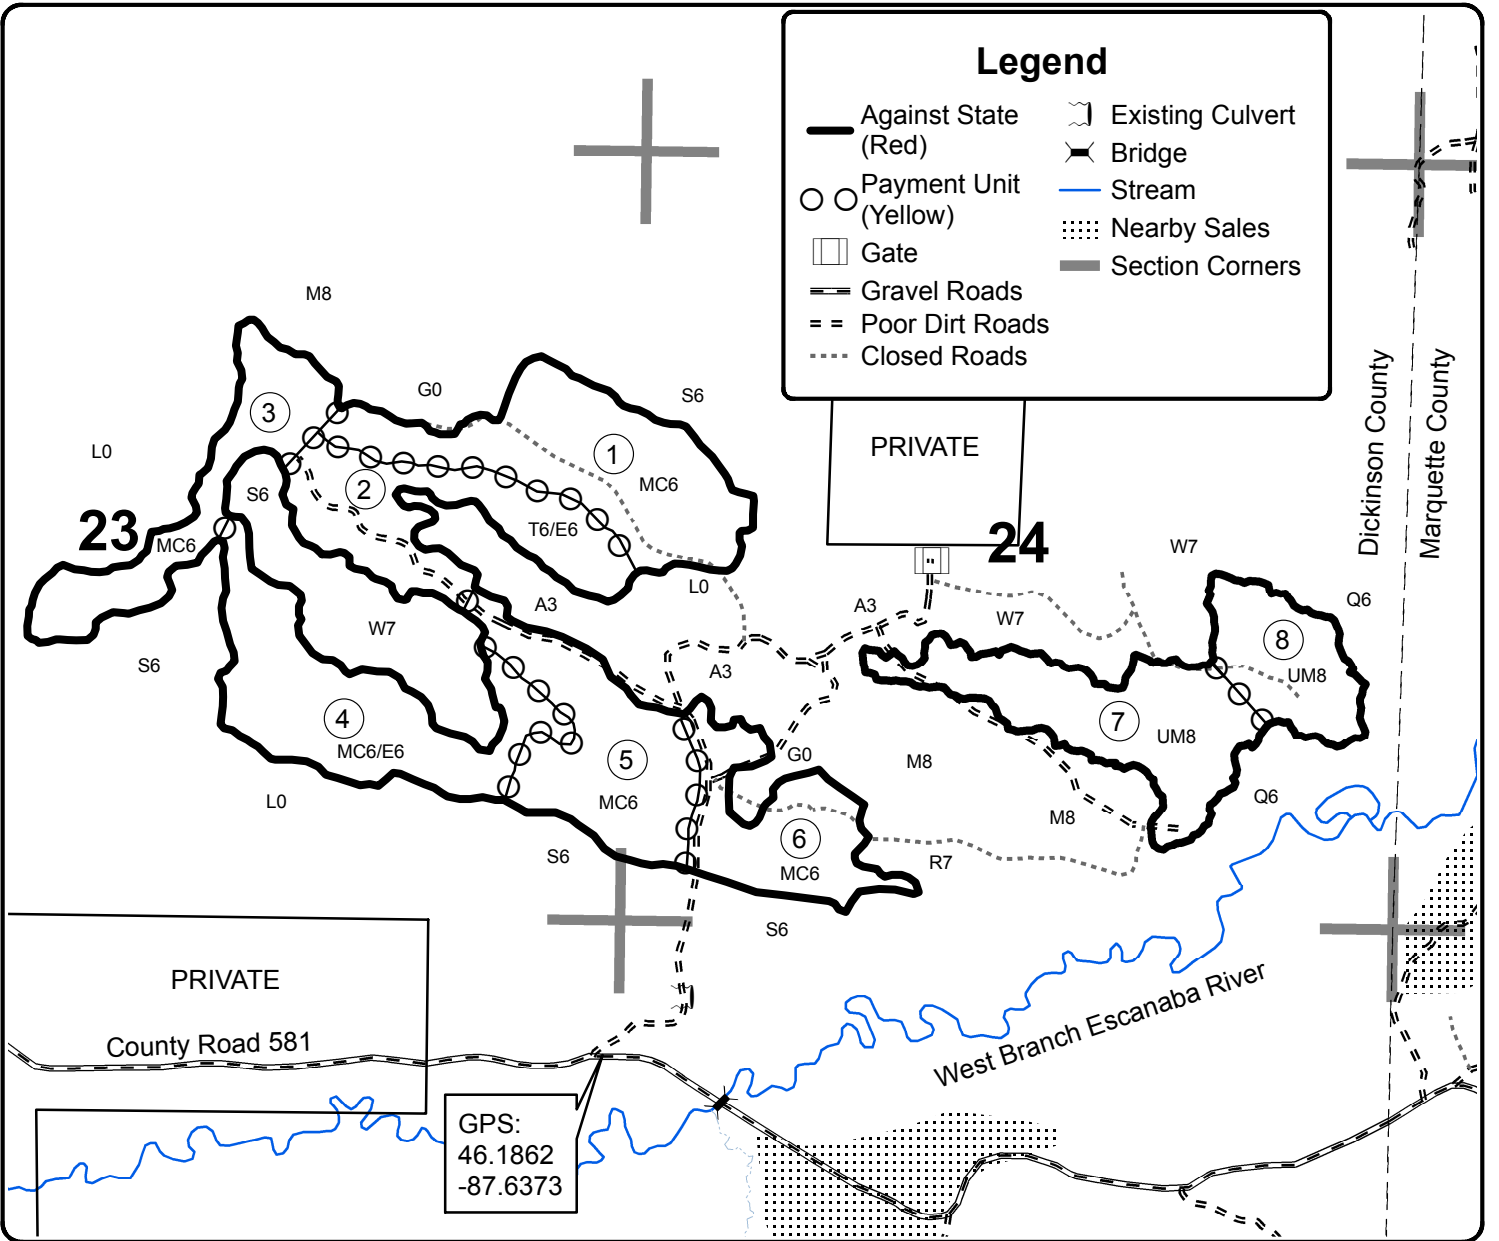 Legend
Against State
(Red)
Payment Unit
(Yellow)
Gate
Gravel Roads
Poor Dirt Roads
Closed Roads
Existing Culvert
Bridge
Stream
Nearby Sales
Section Corners
M8
G0
S6
3
L0
1
MC6
PRIVATE
Dickinson County
Marquette County
2
S6
T6/E6
23
MC6
24
W7
L0
A3
A3
W7
Q6
W7
8
S6
A3
UM8
4
7
MC6/E6
UM8
5
G0
M8
L0
MC6
Q6
M8
6
S6
R7
MC6
S6
PRIVATE
West Branch Escanaba River
County Road 581
GPS:
46.1862
-87.6373